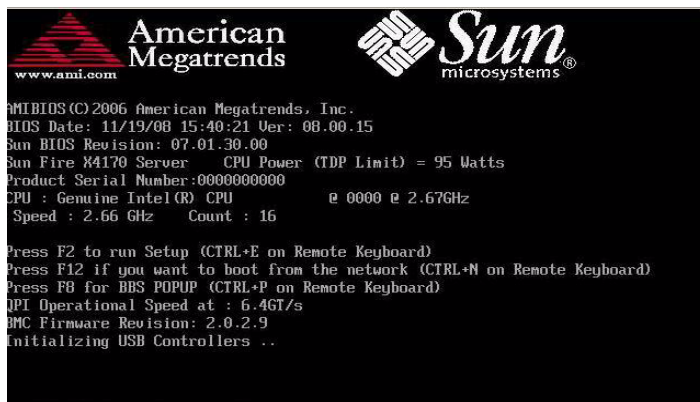 American
Megatrends
www.ami.com
Sun
microsystems®
AMIBIOS(C)2006 American Megatrends, Inc.
BIOS Date: 11/19/08 15:40:21 Ver: 08.00.15
Sun BIOS Revision: 07.01.30.00
Sun Fire X4170 Server    CPU Power (TDP Limit) = 95 Watts
Product Serial Number:0000000000
CPU : Genuine Intel(R) CPU            @ 0000 @ 2.67GHz
Speed : 2.66 GHz    Count : 16
Press F2 to run Setup (CTRL+E on Remote Keyboard)
Press F12 if you want to boot from the network (CTRL+N on Remote Keyboard)
Press F8 for BBS POPUP (CTRL+P on Remote Keyboard)
QPI Operational Speed at : 6.4GT/s
BMC Firmware Revision: 2.0.2.9
Initializing USB Controllers ..